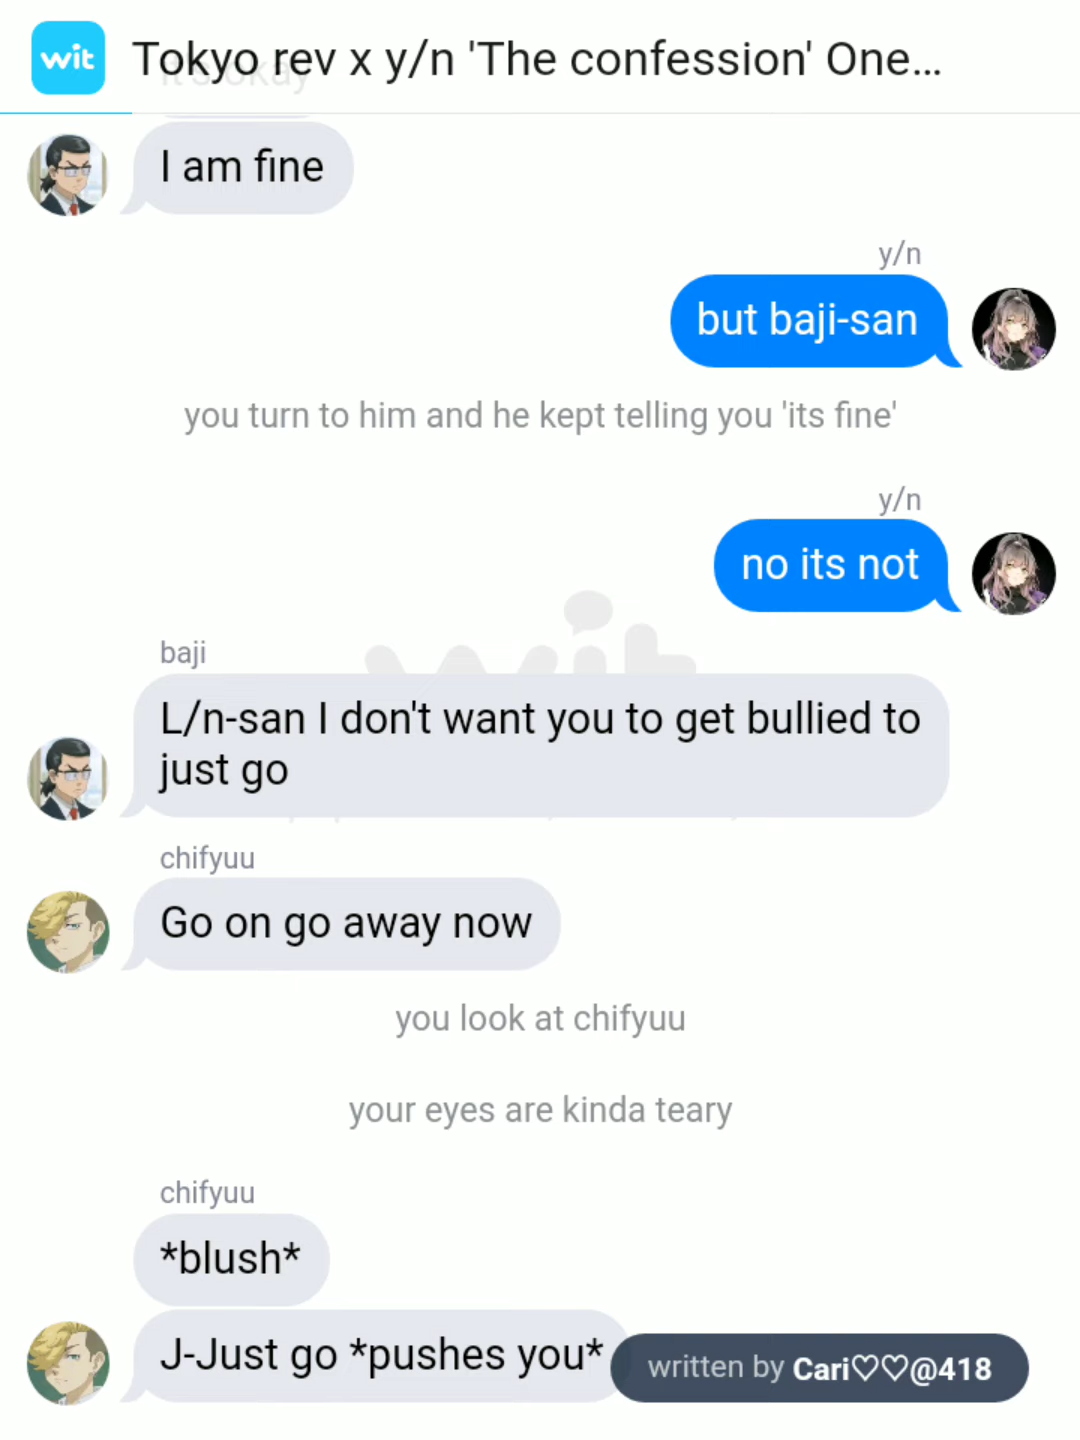 wit
Tokyo rev x y/n 'The confession' One...
it's okay
I am fine
y/n
but baji-san
you turn to him and he kept telling you 'its fine'
y/n
no its not
wit
baji
L/n-san I don't want you to get bullied to
just go
chifyuu
Go on go away now
you look at chifyuu
your eyes are kinda teary
chifyuu
*blush*
J-Just go *pushes you*
written by Cari♡♡@418